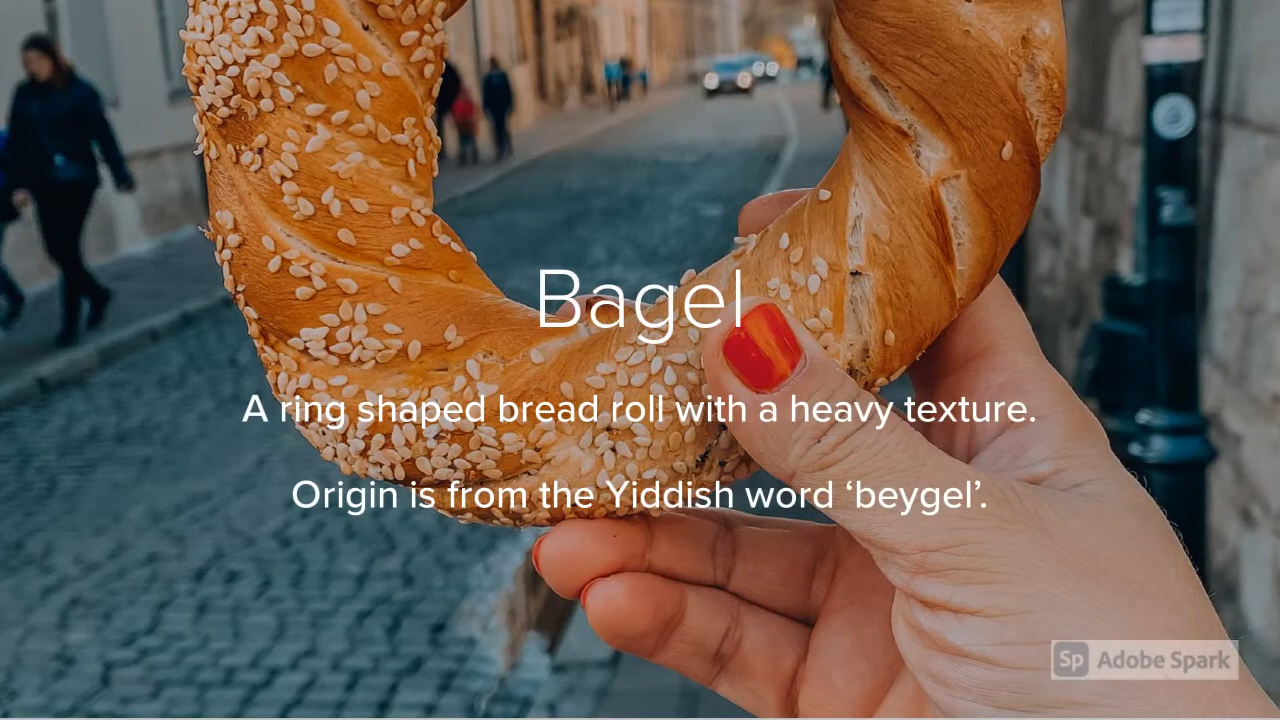 Bagel
A ring shaped bread roll with a heavy texture.
Origin is from the Yiddish word ‘beygel’.
Sp Adobe Spark